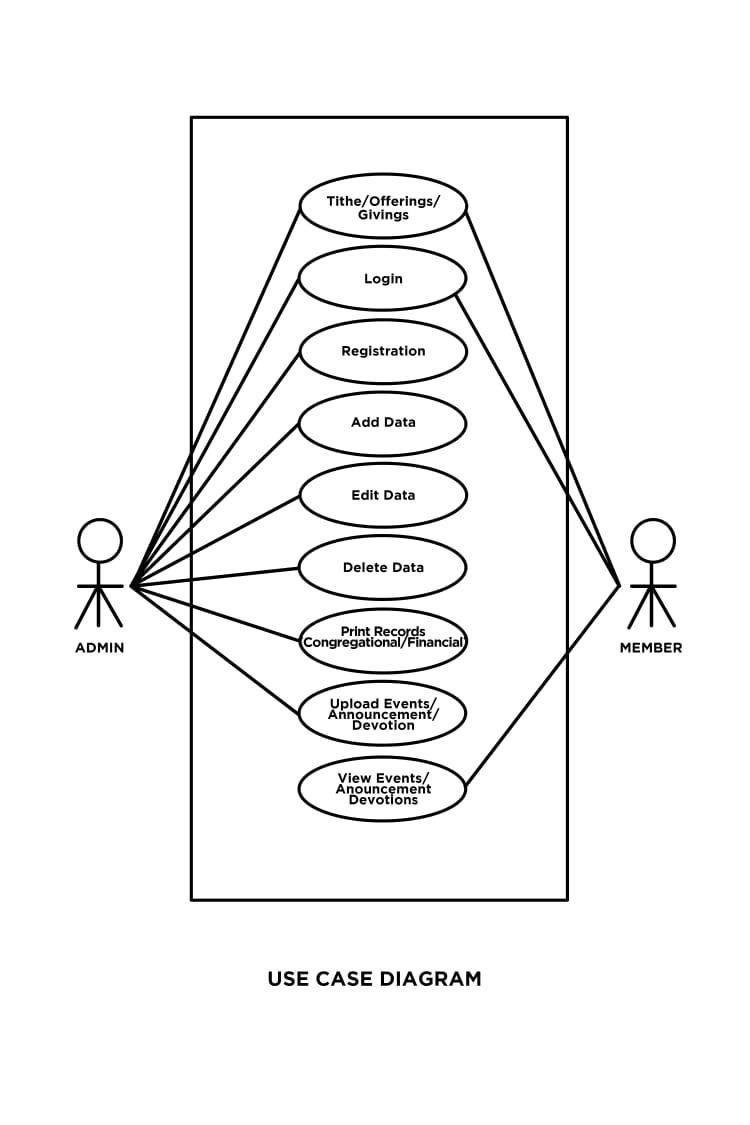 Tithe/Offerings/
Givings
Login
Registration
Add Data
Edit Data
Delete Data
Print Records
Congregational/Financial
Upload Events/
Announcement/
Devotion
View Events/
Anouncement
Devotions
ADMIN
MEMBER
USE CASE DIAGRAM